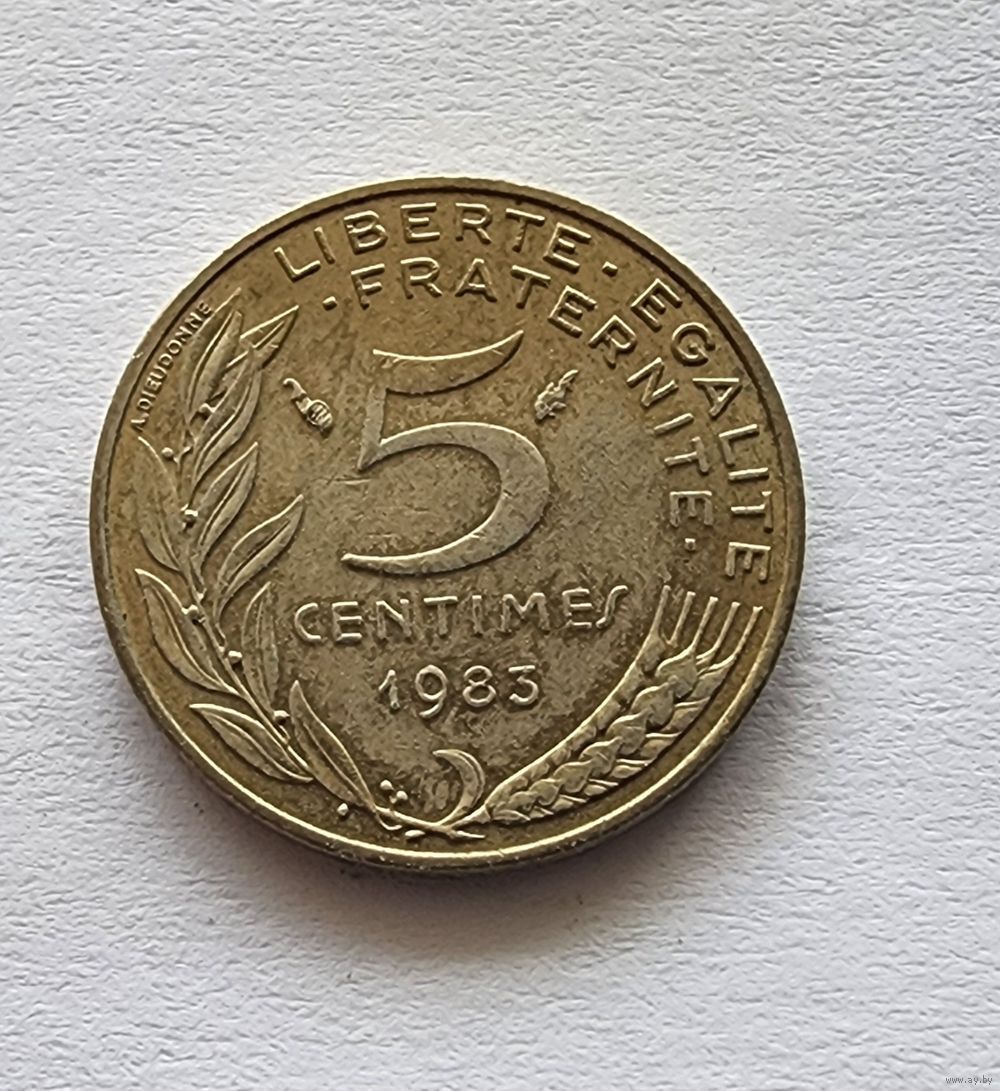 LIBERTE · EGALITE
· FRATERNITE ·
A.DIEUDONNE
5
CENTIMES
1983
www.ay.by